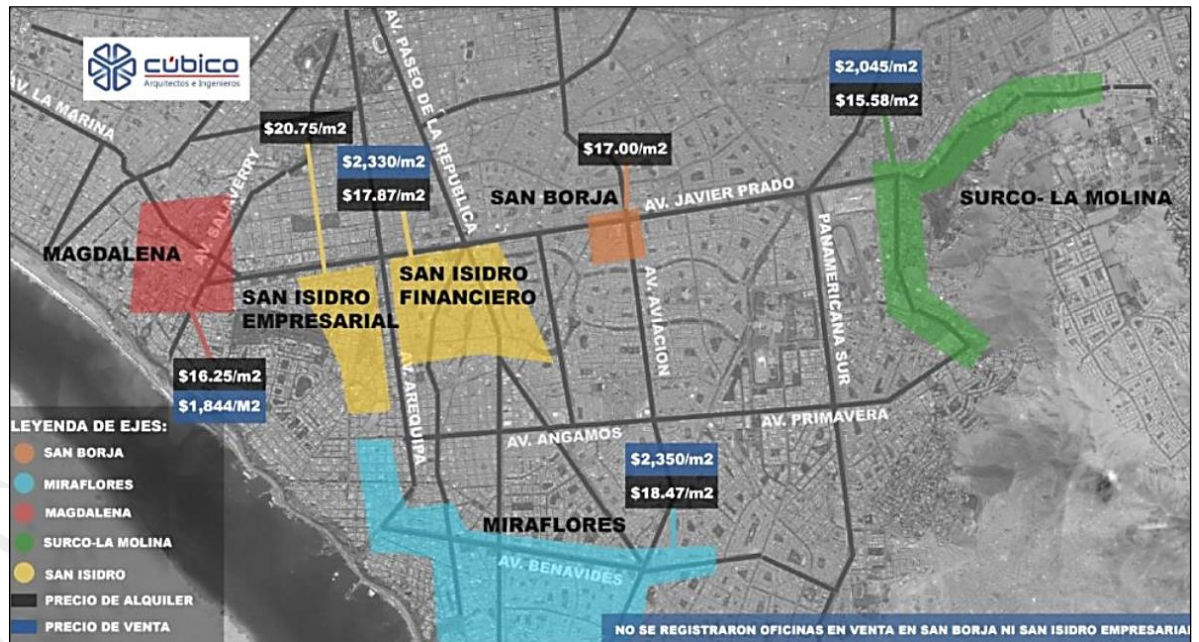 cúbico
Arquitectos e Ingenieros
AV. LA MARINA
AV. SALAVERRY
AV. PASEO DE LA REPUBLICA
$20.75/m2
$2,330/m2
$17.87/m2
$17.00/m2
$2,045/m2
$15.58/m2
SAN BORJA
AV. JAVIER PRADO
SURCO- LA MOLINA
MAGDALENA
SAN ISIDRO
EMPRESARIAL
SAN ISIDRO
FINANCIERO
AV. AVIACION
PANAMERICANA SUR
$16.25/m2
$1,844/M2
AV. AREQUIPA
AV. ANGAMOS
AV. PRIMAVERA
$2,350/m2
$18.47/m2
MIRAFLORES
AV. BENAVIDES
LEYENDA DE EJES:
SAN BORJA
MIRAFLORES
MAGDALENA
SURCO-LA MOLINA
SAN ISIDRO
PRECIO DE ALQUILER
PRECIO DE VENTA
NO SE REGISTRARON OFICINAS EN VENTA EN SAN BORJA NI SAN ISIDRO EMPRESARIAL